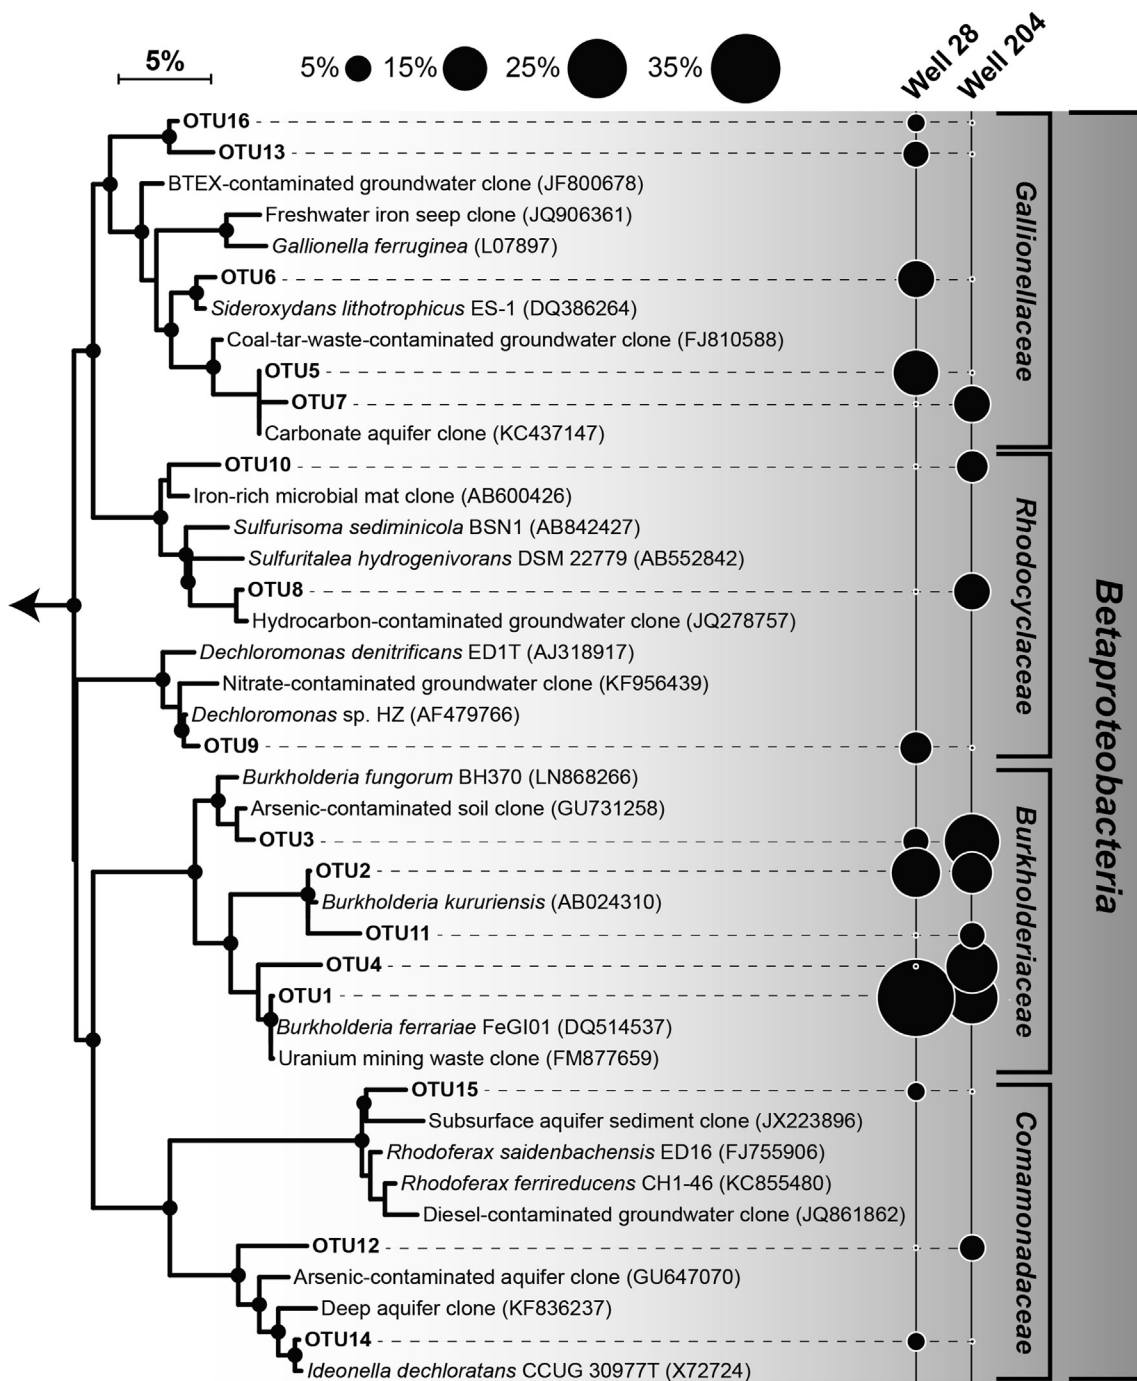 5%
5% 15% 25% 35%
Well 28
Well 204
OTU16
OTU13
BTEX-contaminated groundwater clone (JF800678)
Freshwater iron seep clone (JQ906361)
Gallionella ferruginea (L07897)
OTU6
Sideroxydans lithotrophicus ES-1 (DQ386264)
Coal-tar-waste-contaminated groundwater clone (FJ810588)
OTU5
OTU7
Carbonate aquifer clone (KC437147)
Gallionellaceae
OTU10
Iron-rich microbial mat clone (AB600426)
Sulfurisoma sediminicola BSN1 (AB842427)
Sulfuritalea hydrogenivorans DSM 22779 (AB552842)
OTU8
Hydrocarbon-contaminated groundwater clone (JQ278757)
Dechloromonas denitrificans ED1T (AJ318917)
Nitrate-contaminated groundwater clone (KF956439)
Dechloromonas sp. HZ (AF479766)
OTU9
Rhodocyclaceae
Burkholderia fungorum BH370 (LN868266)
Arsenic-contaminated soil clone (GU731258)
OTU3
OTU2
Burkholderia kururiensis (AB024310)
OTU11
OTU4
OTU1
Burkholderia ferrariae FeGI01 (DQ514537)
Uranium mining waste clone (FM877659)
Burkholderiaceae
OTU15
Subsurface aquifer sediment clone (JX223896)
Rhodoferax saidenbachensis ED16 (FJ755906)
Rhodoferax ferrireducens CH1-46 (KC855480)
Diesel-contaminated groundwater clone (JQ861862)
OTU12
Arsenic-contaminated aquifer clone (GU647070)
Deep aquifer clone (KF836237)
OTU14
Ideonella dechloratans CCUG 30977T (X72724)
Comamonadaceae
Betaproteobacteria